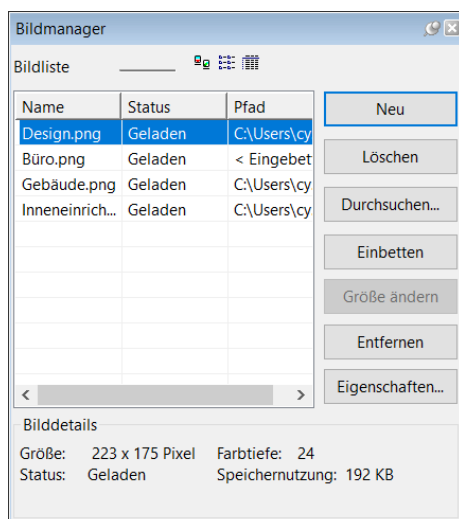 Bildmanager
Bildliste
Name Status Pfad
Design.png Geladen C:\Users\cy
Büro.png Geladen < Eingebet
Gebäude.png Geladen C:\Users\cy
Inneneinrich... Geladen C:\Users\cy
Neu
Löschen
Durchsuchen...
Einbetten
Größe ändern
Entfernen
Eigenschaften...
Bilddetails
Größe: 223 x 175 Pixel Farbtiefe: 24
Status: Geladen Speichernutzung: 192 KB